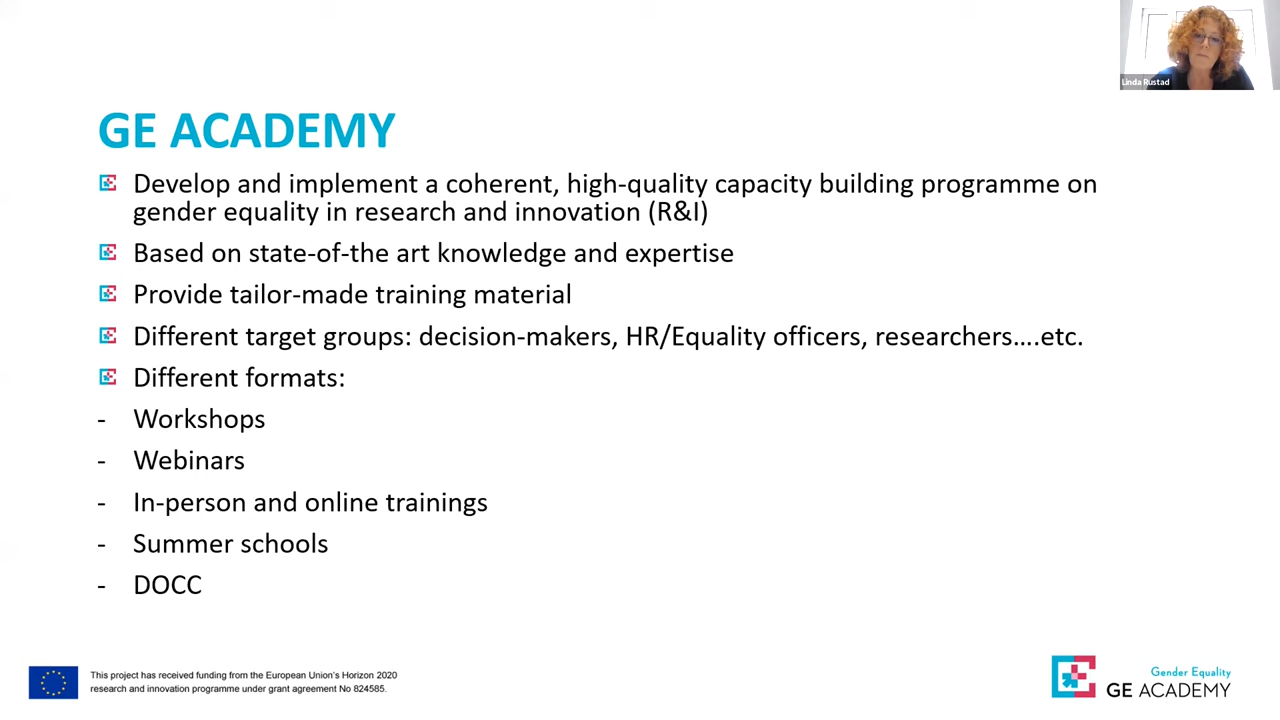 Linda Rustad
GE ACADEMY
Develop and implement a coherent, high-quality capacity building programme on
gender equality in research and innovation (R&I)
Based on state-of-the art knowledge and expertise
Provide tailor-made training material
Different target groups: decision-makers, HR/Equality officers, researchers….etc.
Different formats:
- Workshops
- Webinars
- In-person and online trainings
- Summer schools
- DOCC
This project has received funding from the European Union's Horizon 2020
research and innovation programme under grant agreement No 824585.
Gender Equality
GE ACADEMY